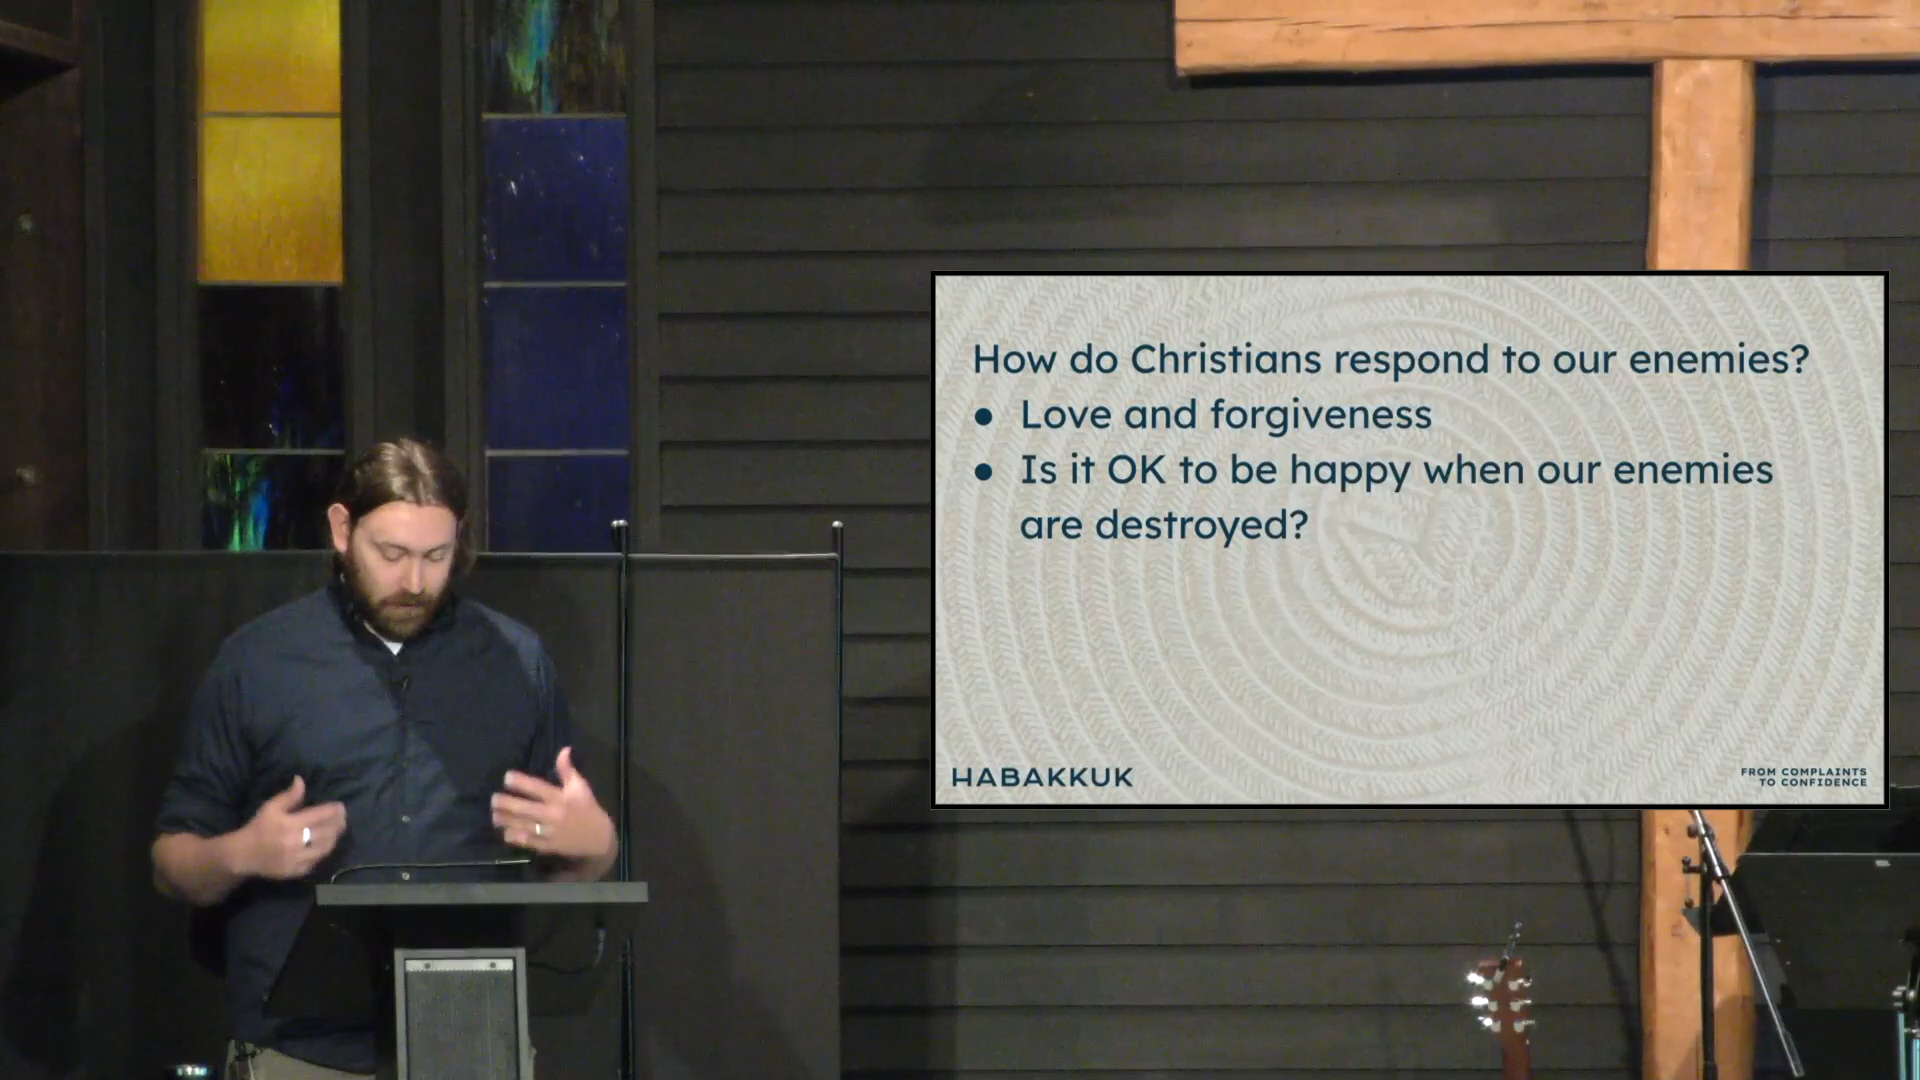 How do Christians respond to our enemies?
● Love and forgiveness
● Is it OK to be happy when our enemies
are destroyed?
HABAKKUK
FROM COMPLAINTS
TO CONFIDENCE